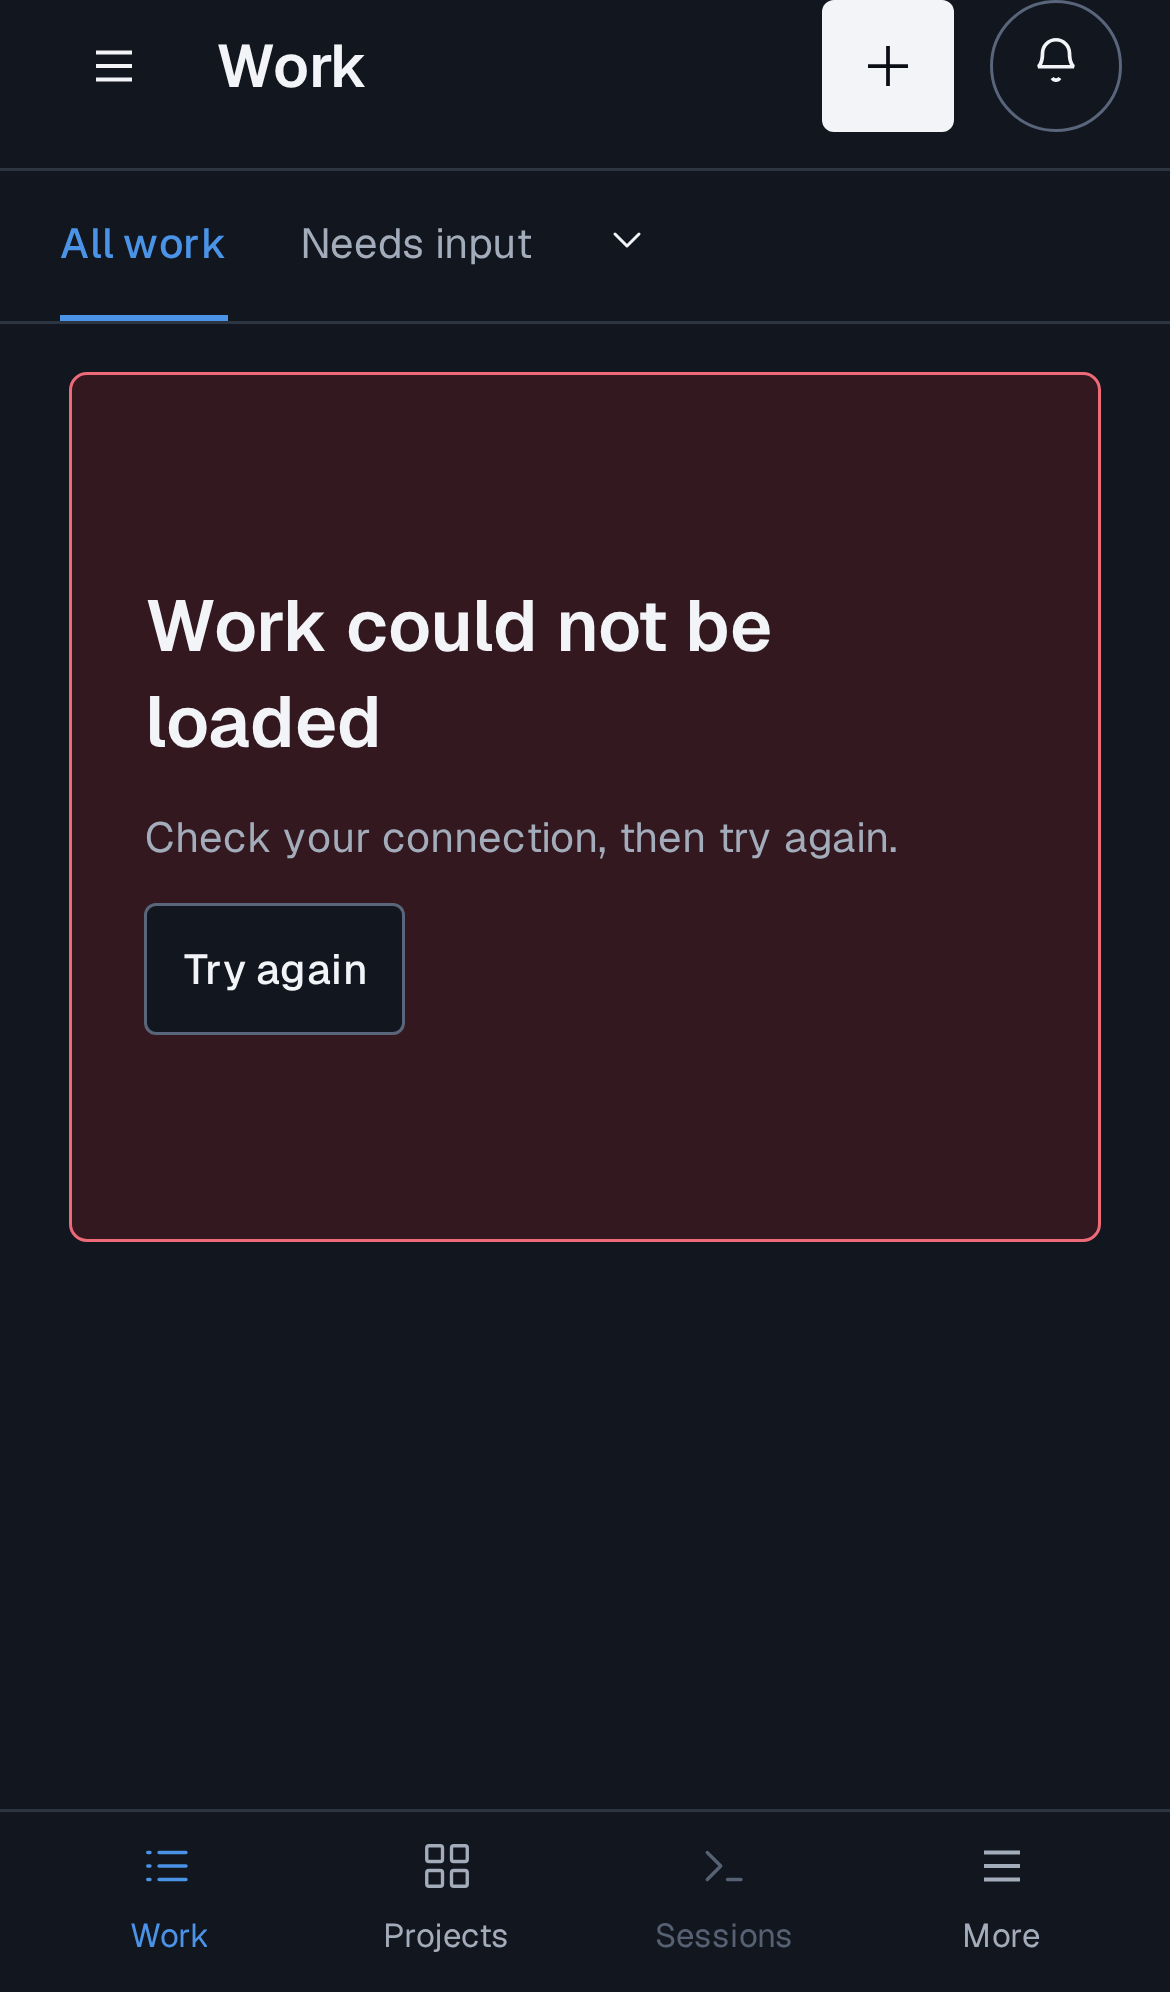 Work
All work
Needs input
Work could not be
loaded
Check your connection, then try again.
Try again
Work
Projects
Sessions
More